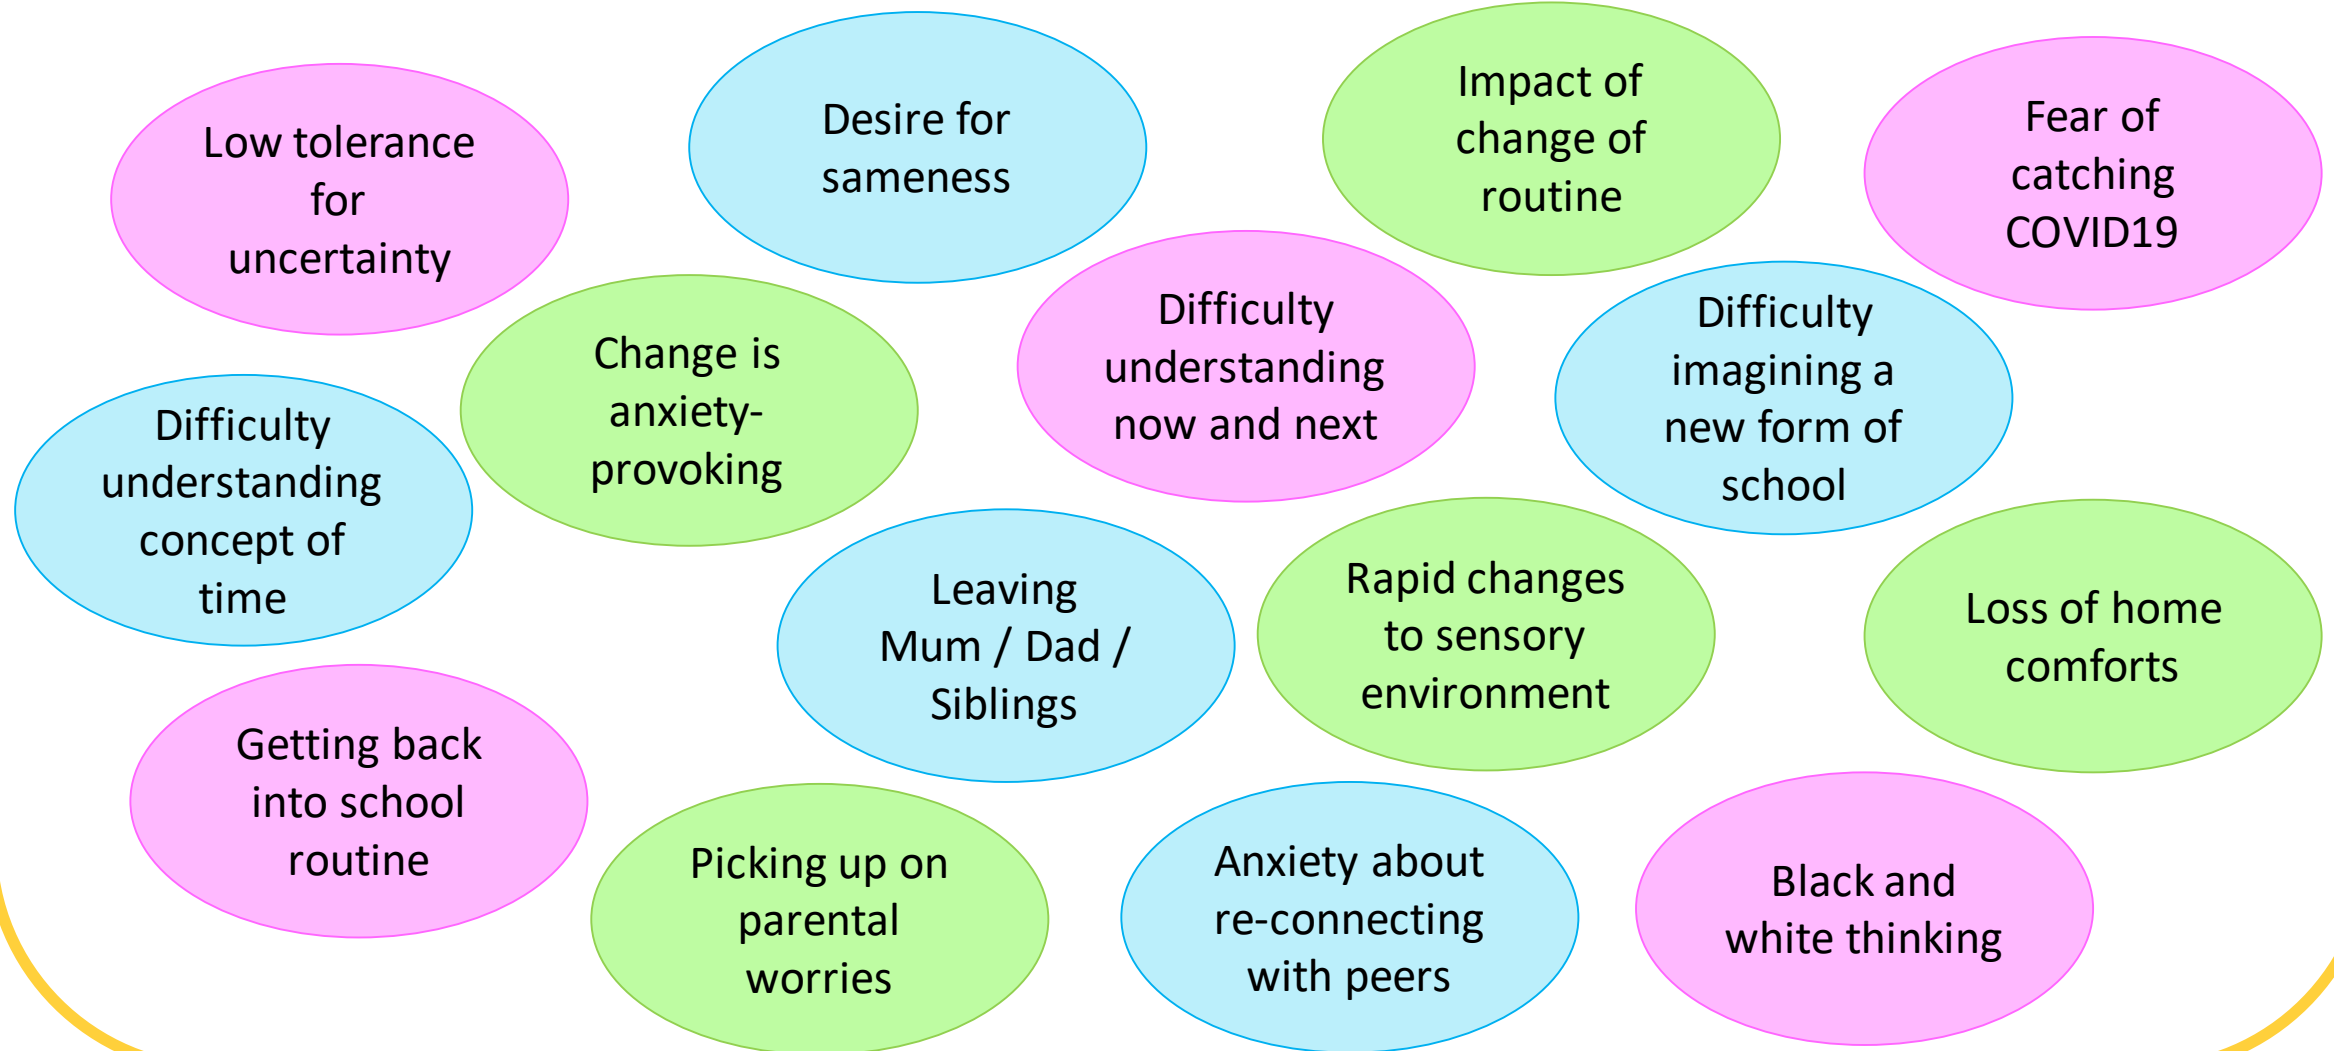 Low tolerance
for
uncertainty
Desire for
sameness
Impact of
change of
routine
Fear of
catching
COVID19
Change is
anxiety-
provoking
Difficulty
understanding
now and next
Difficulty
imagining a
new form of
school
Difficulty
understanding
concept of
time
Leaving
Mum / Dad /
Siblings
Rapid changes
to sensory
environment
Loss of home
comforts
Getting back
into school
routine
Picking up on
parental
worries
Anxiety about
re-connecting
with peers
Black and
white thinking